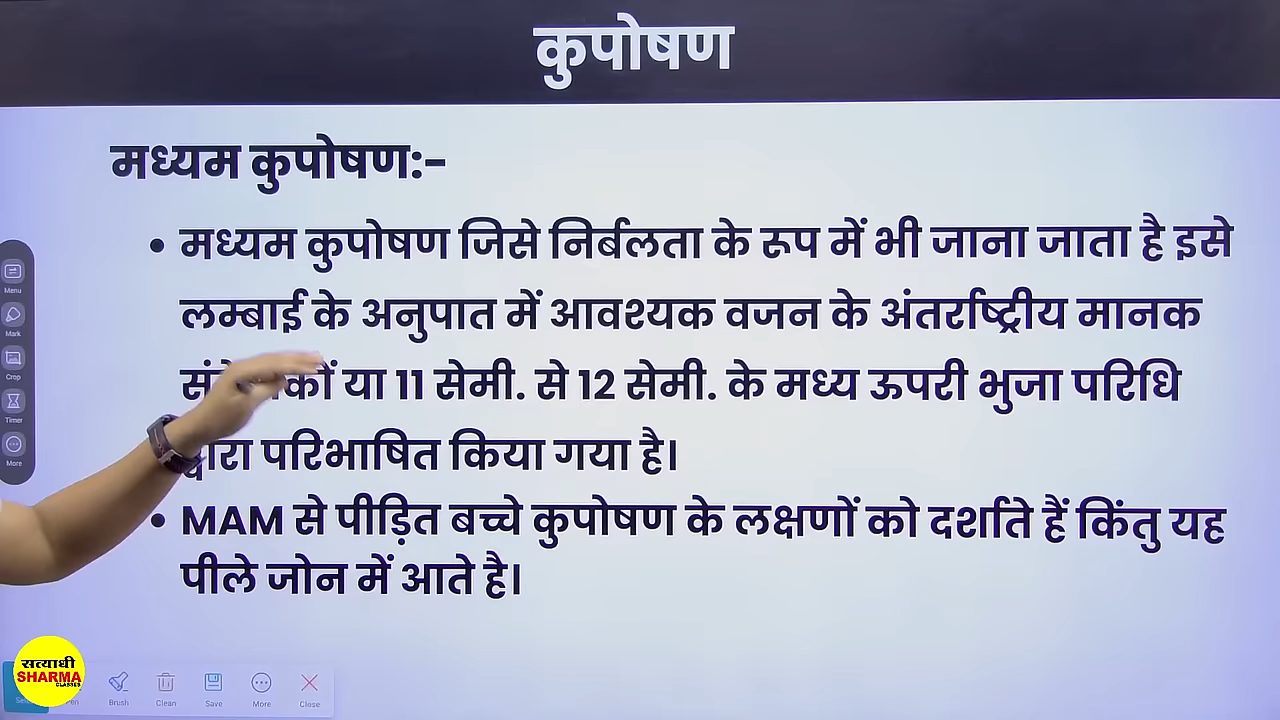 कुपोषण
मध्यम कुपोषण:-
• मध्यम कुपोषण जिसे निर्बलता के रूप में भी जाना जाता है इसे
लम्बाई के अनुपात में आवश्यक वजन के अंतर्राष्ट्रीय मानक
या 11 सेमी. से 12 सेमी. के मध्य ऊपरी भुजा परिधि
द्वारा परिभाषित किया गया है।
• MAM से पीड़ित बच्चे कुपोषण के लक्षणों को दर्शाते हैं किंतु यह
पीले जोन में आते है।
Menu
Mark
Crop
Timer
More
सत्याधी
SHARMA
CLASSES
Brush
Clean
Save
More
Close